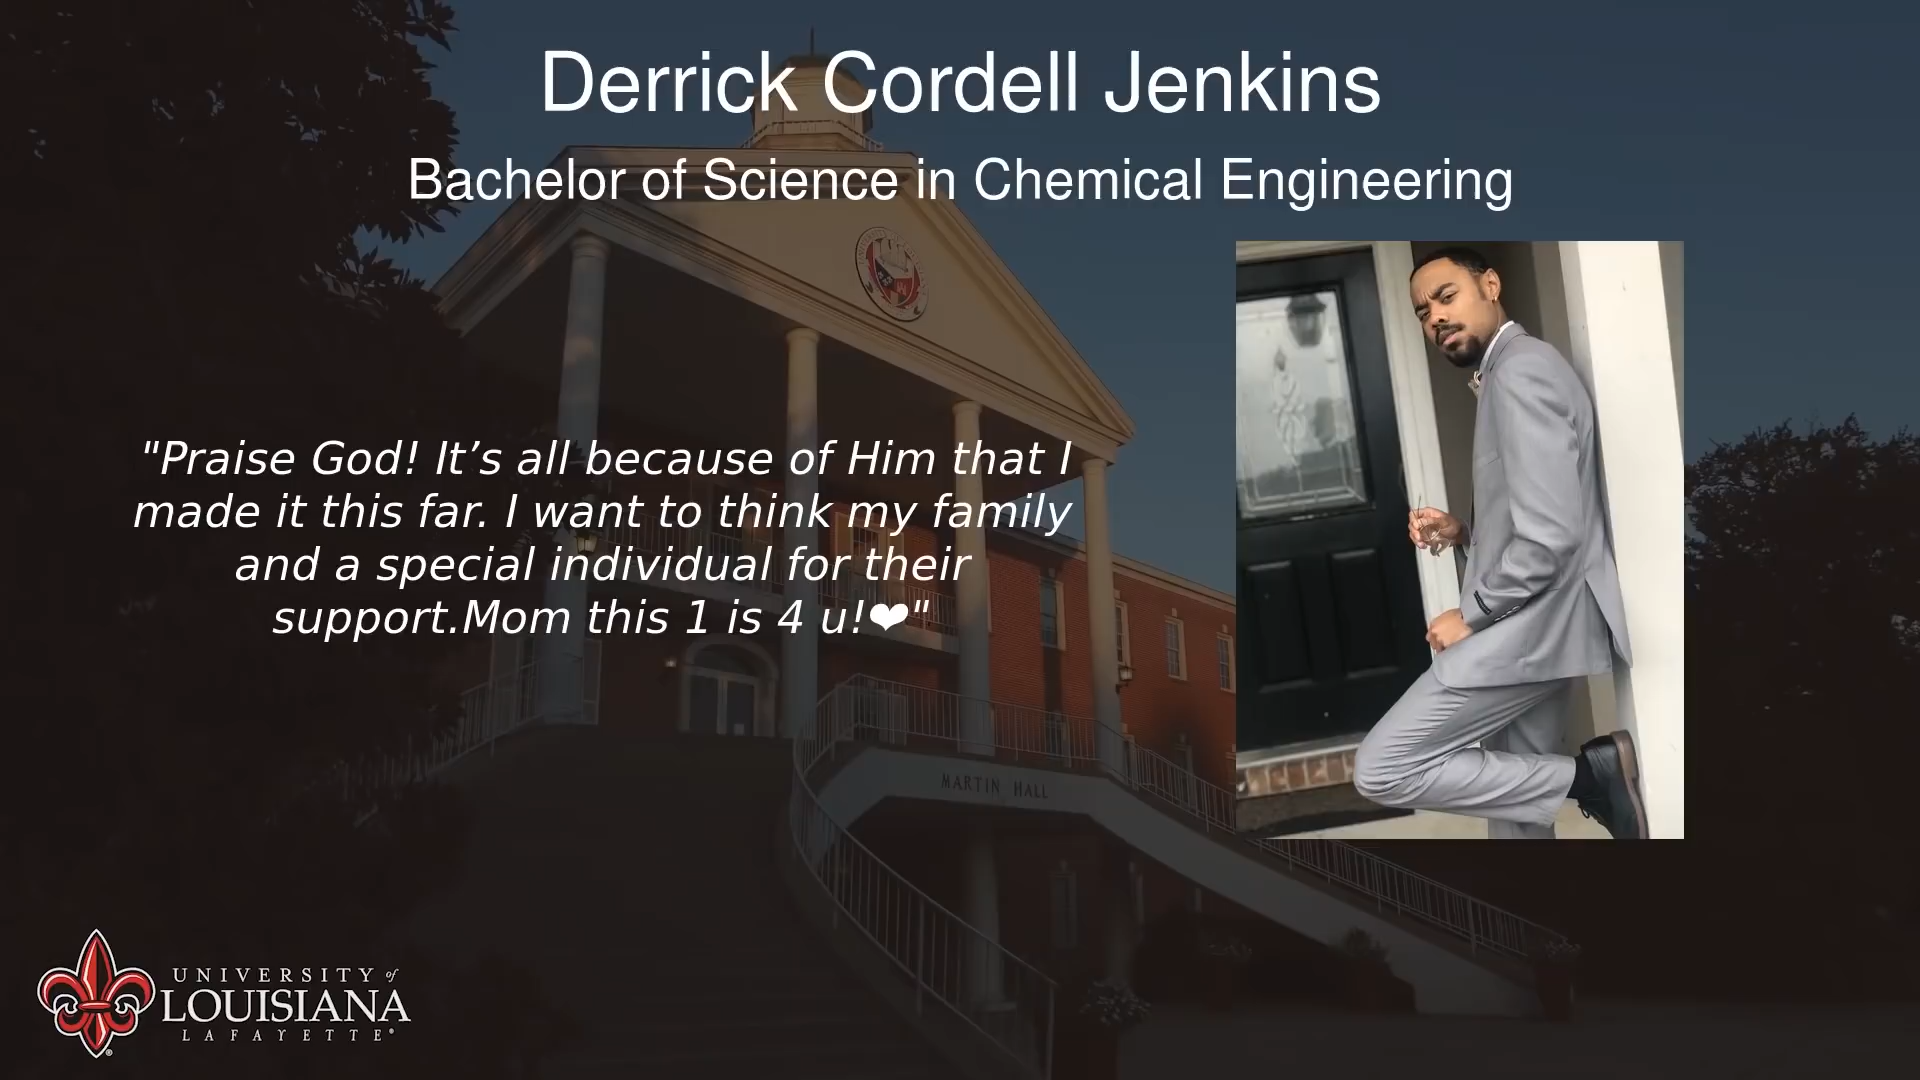 Derrick Cordell Jenkins
Bachelor of Science in Chemical Engineering
"Praise God! It’s all because of Him that I
made it this far. I want to think my family
and a special individual for their
support.Mom this 1 is 4 u!❤"
MARTIN HALL
UNIVERSITY of
LOUISIANA
LAFAYETTE®